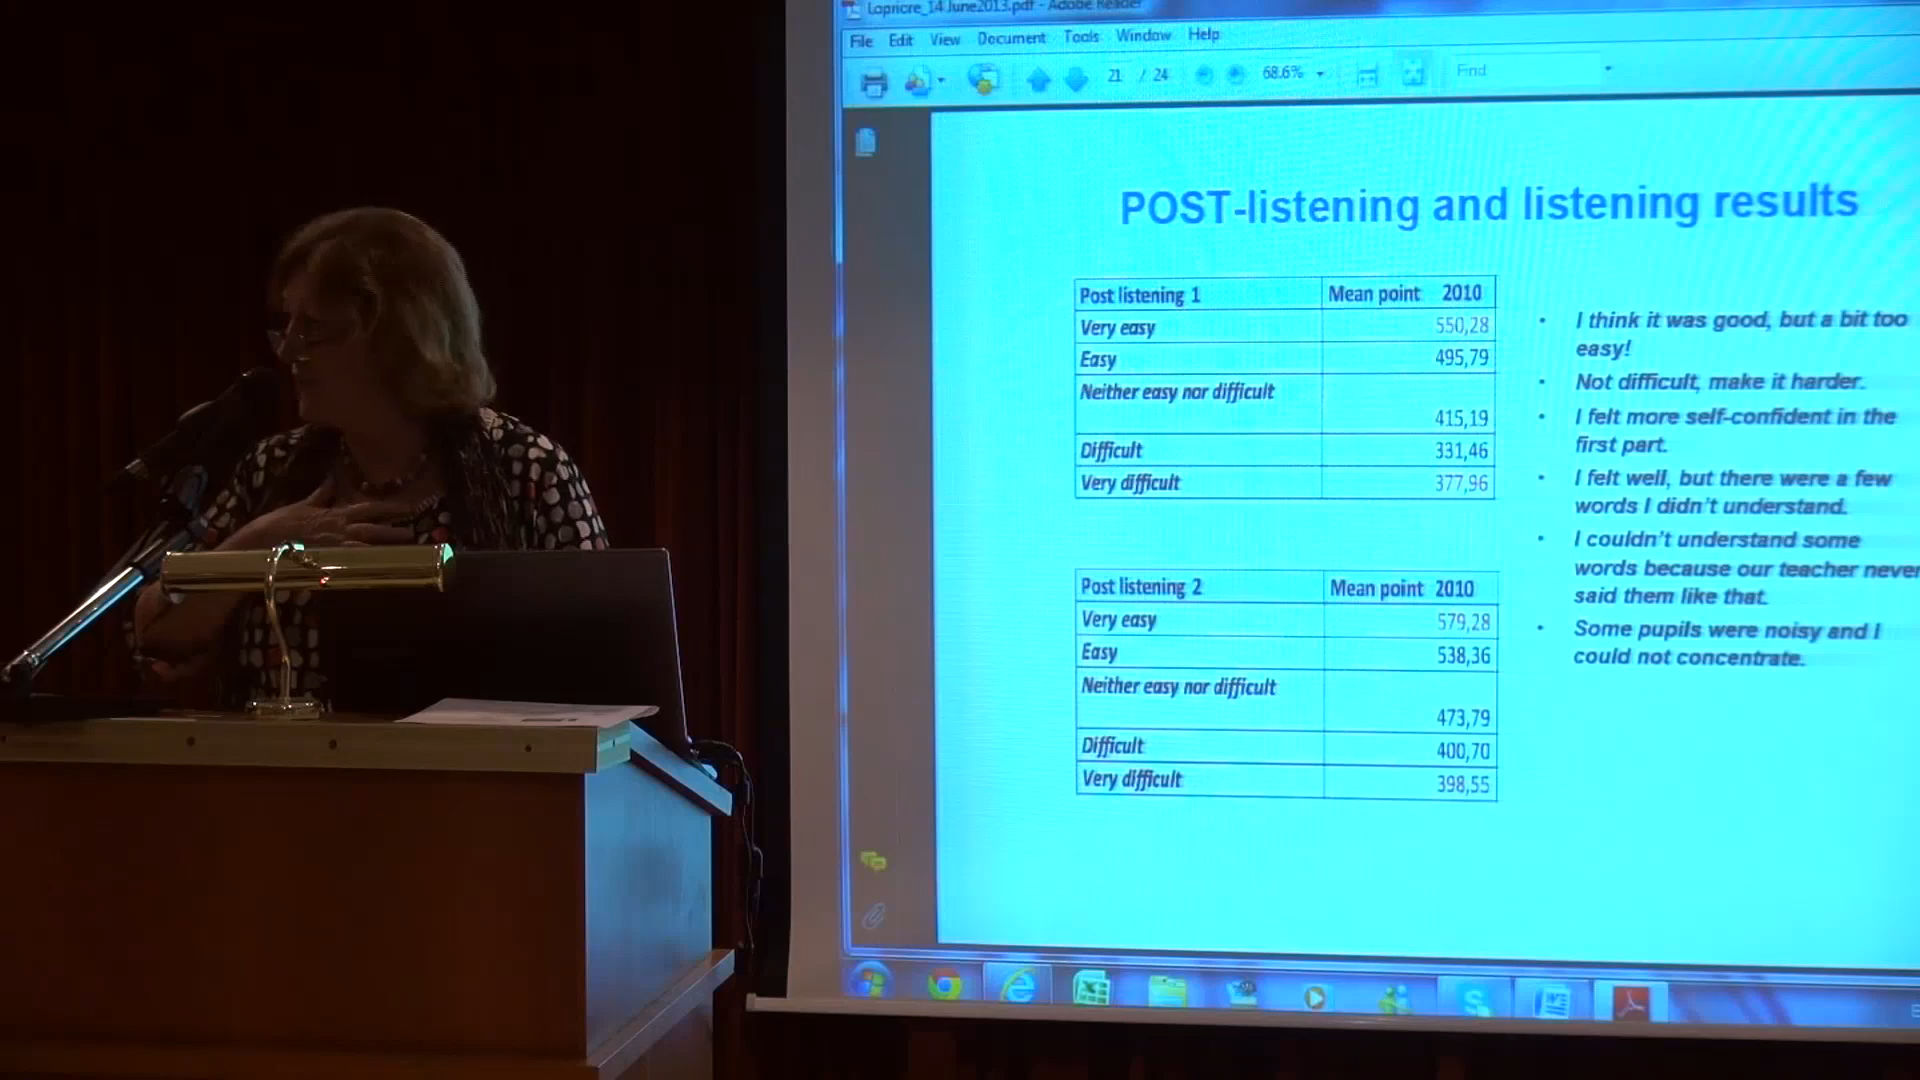 Lapriore_14 June2013.pdf - Adobe Reader
File Edit View Document Tools Window Help
21 / 24 68.6% Find
POST-listening and listening results
Post listening 1 Mean point 2010
Very easy 550,28
Easy 495,79
Neither easy nor difficult
415,19
Difficult 331,46
Very difficult 377,96
Post listening 2 Mean point 2010
Very easy 579,28
Easy 538,36
Neither easy nor difficult
473,79
Difficult 400,70
Very difficult 398,55
• I think it was good, but a bit too
easy!
• Not difficult, make it harder.
• I felt more self-confident in the
first part.
• I felt well, but there were a few
words I didn't understand.
• I couldn't understand some
words because our teacher never
said them like that.
• Some pupils were noisy and I
could not concentrate.